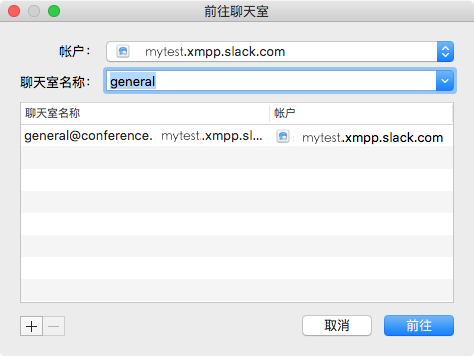 前往聊天室
帐户： mytest.xmpp.slack.com
聊天室名称： general
聊天室名称 帐户
general@conference. mytest.xmpp.sl... mytest.xmpp.slack.com
取消 前往